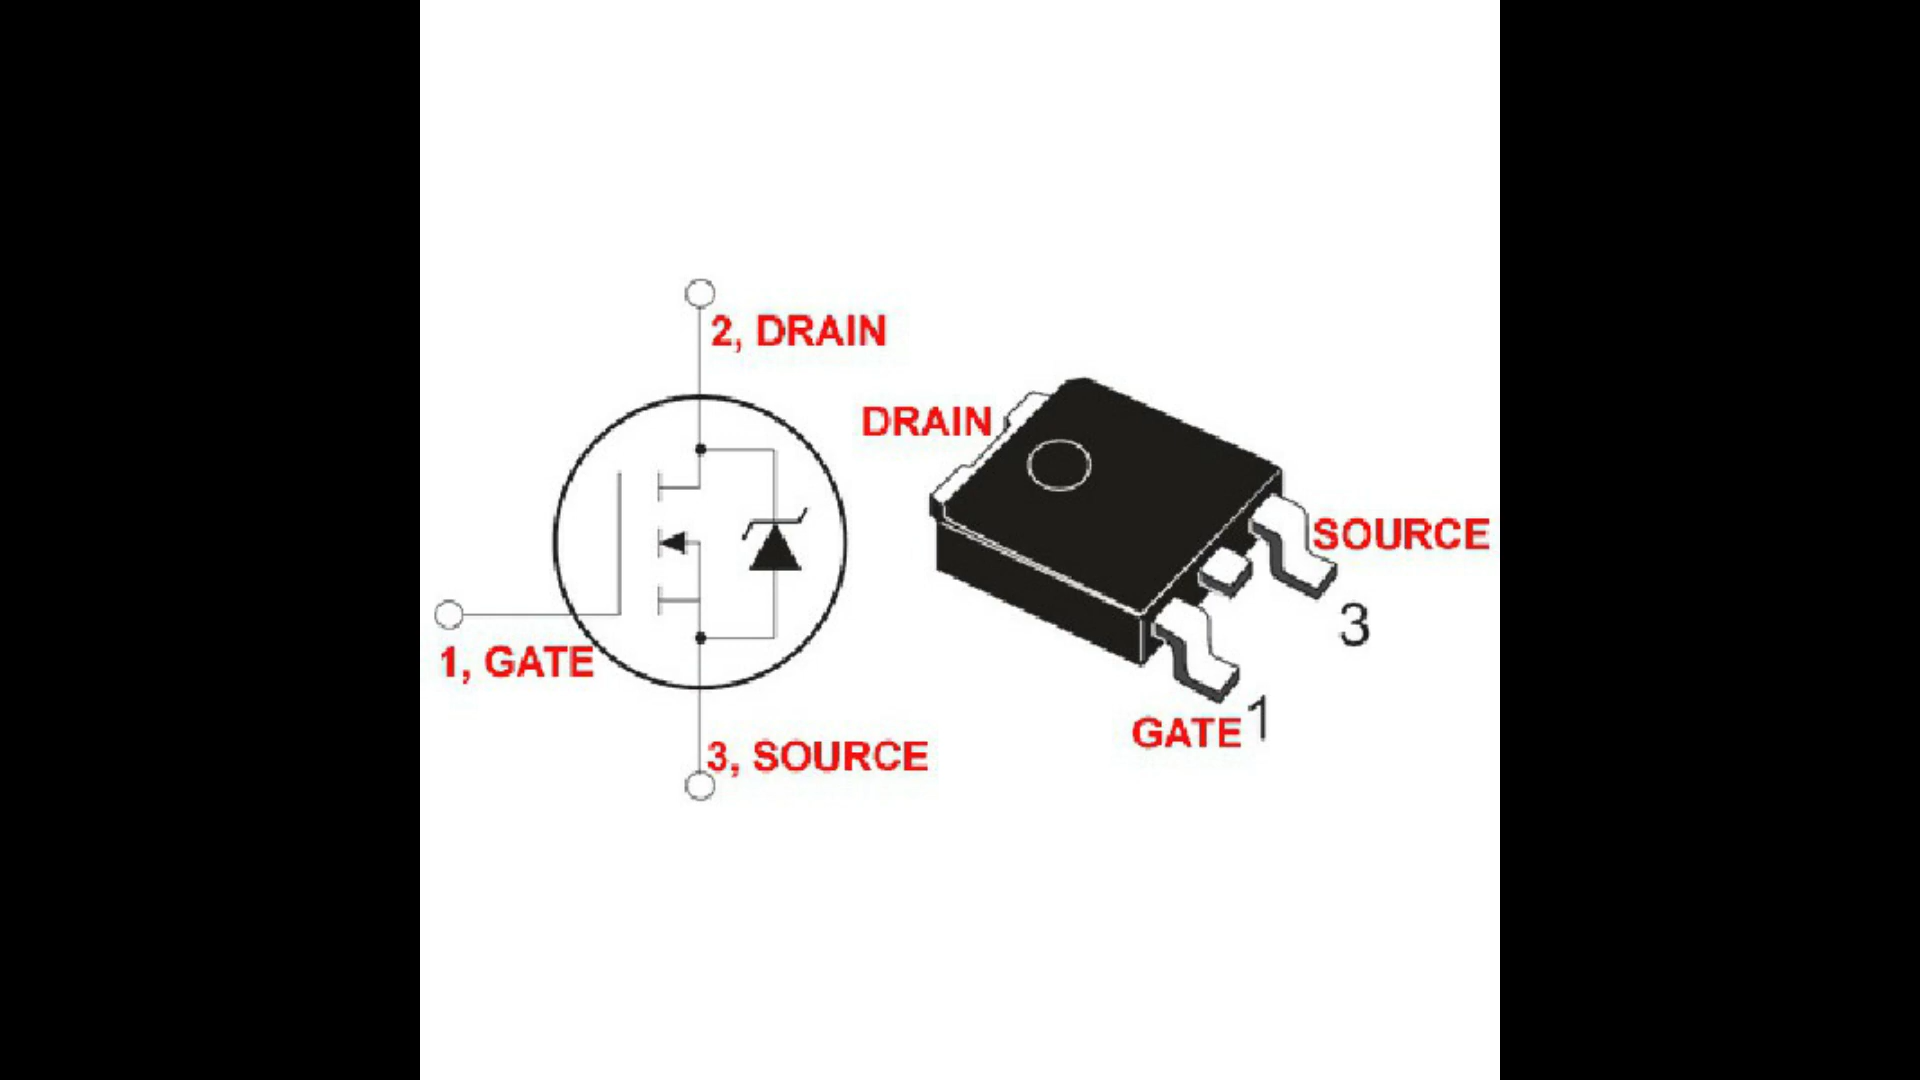 2, DRAIN
1, GATE
3, SOURCE
DRAIN
SOURCE
3
GATE 1